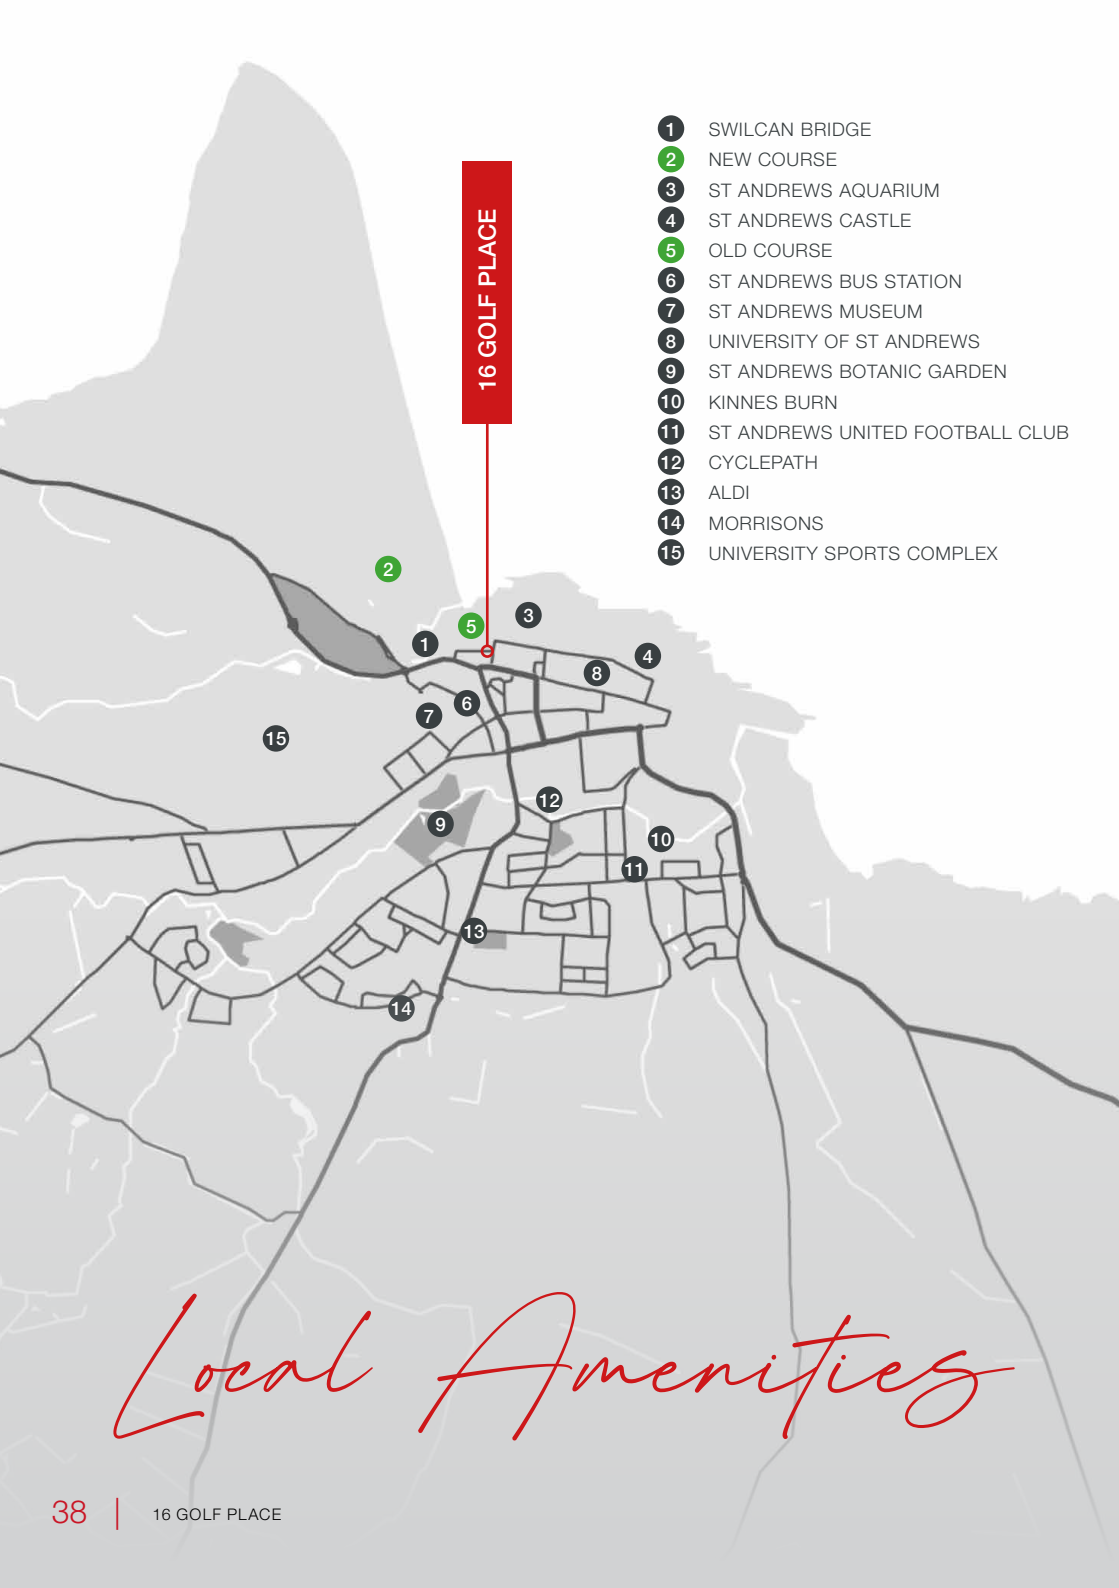 1 SWILCAN BRIDGE
2 NEW COURSE
3 ST ANDREWS AQUARIUM
4 ST ANDREWS CASTLE
5 OLD COURSE
6 ST ANDREWS BUS STATION
7 ST ANDREWS MUSEUM
8 UNIVERSITY OF ST ANDREWS
9 ST ANDREWS BOTANIC GARDEN
10 KINNES BURN
11 ST ANDREWS UNITED FOOTBALL CLUB
12 CYCLEPATH
13 ALDI
14 MORRISONS
15 UNIVERSITY SPORTS COMPLEX
16 GOLF PLACE
2
3
5
1
4
8
6
7
15
12
9
10
11
13
14
Local Amenities
38 | 16 GOLF PLACE